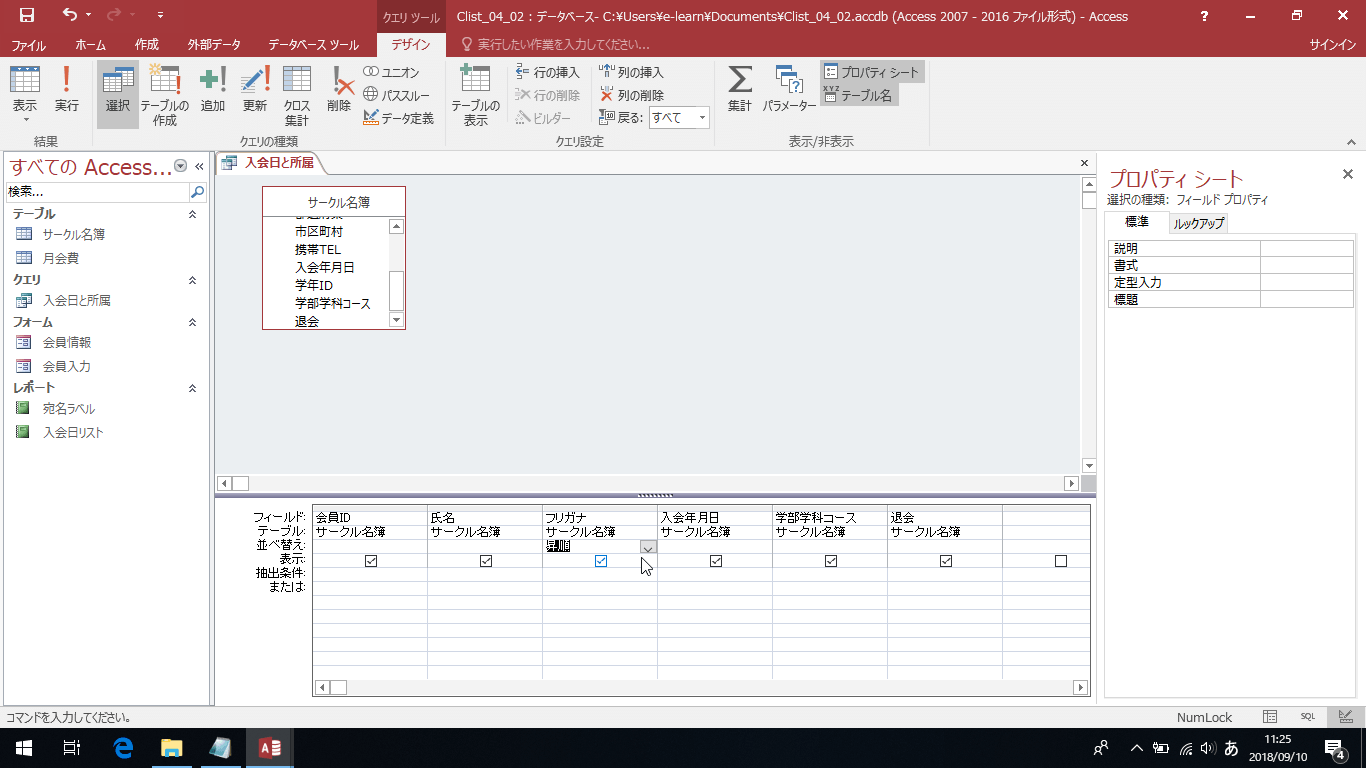 クエリ ツール
Clist_04_02 : データベース- C:¥Users¥e-learn¥Documents¥Clist_04_02.accdb (Access 2007 - 2016 ファイル形式) - Access
?
ファイル ホーム 作成 外部データ データベース ツール デザイン 実行したい作業を入力してください... サインイン
表示
実行
選択
テーブルの
作成
追加
更新
クロス
集計
削除
ユニオン
パススルー
データ定義
テーブルの
表示
行の挿入
行の削除
ビルダー
列の挿入
列の削除
戻る: すべて
集計
パラメーター
プロパティ シート
XYZ テーブル名
結果 クエリの種類 クエリ設定 表示/非表示
すべての Access... «
検索...
テーブル
サークル名簿
月会費
クエリ
入会日と所属
フォーム
会員情報
会員入力
レポート
宛名ラベル
入会日リスト
入会日と所属
サークル名簿
市区町村
携帯TEL
入会年月日
学年ID
学部学科コース
退会
フィールド: 会員ID 氏名 フリガナ 入会年月日 学部学科コース 退会
テーブル: サークル名簿 サークル名簿 サークル名簿 サークル名簿 サークル名簿 サークル名簿
並べ替え: 昇順
表示:
抽出条件:
または:
プロパティ シート
選択の種類: フィールド プロパティ
標準 ルックアップ
説明
書式
定型入力
標題
コマンドを入力してください。
NumLock
SQL
あ
11:25
2018/09/10
4